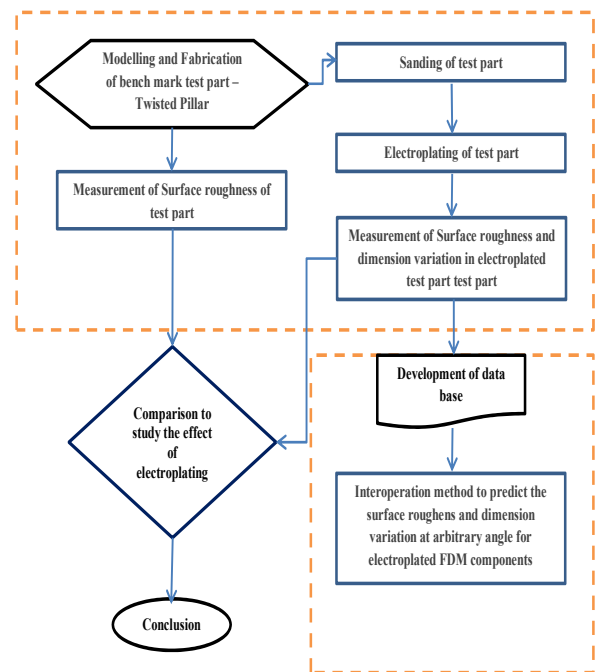 Modelling and Fabrication
of bench mark test part –
Twisted Pillar
Sanding of test part
Electroplating of test part
Measurement of Surface roughness of
test part
Measurement of Surface roughness and
dimension variation in electroplated
test part test part
Development of data
base
Comparison to
study the effect
of
electroplating
Interoperation method to predict the
surface roughens and dimension
variation at arbitrary angle for
electroplated FDM components
Conclusion